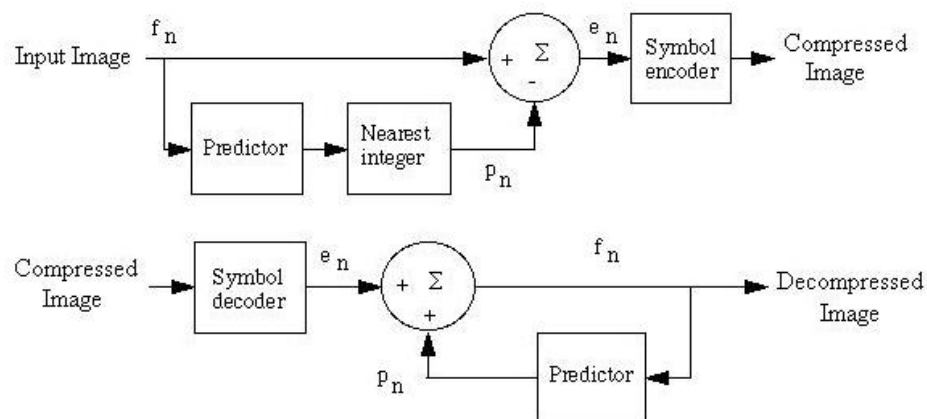 f n
Input Image
+ Σ
-
e n
Symbol
encoder
Compressed
Image
Predictor
Nearest
integer
p n
Compressed
Image
Symbol
decoder
e n
+ Σ
+
f n
Decompressed
Image
p n
Predictor